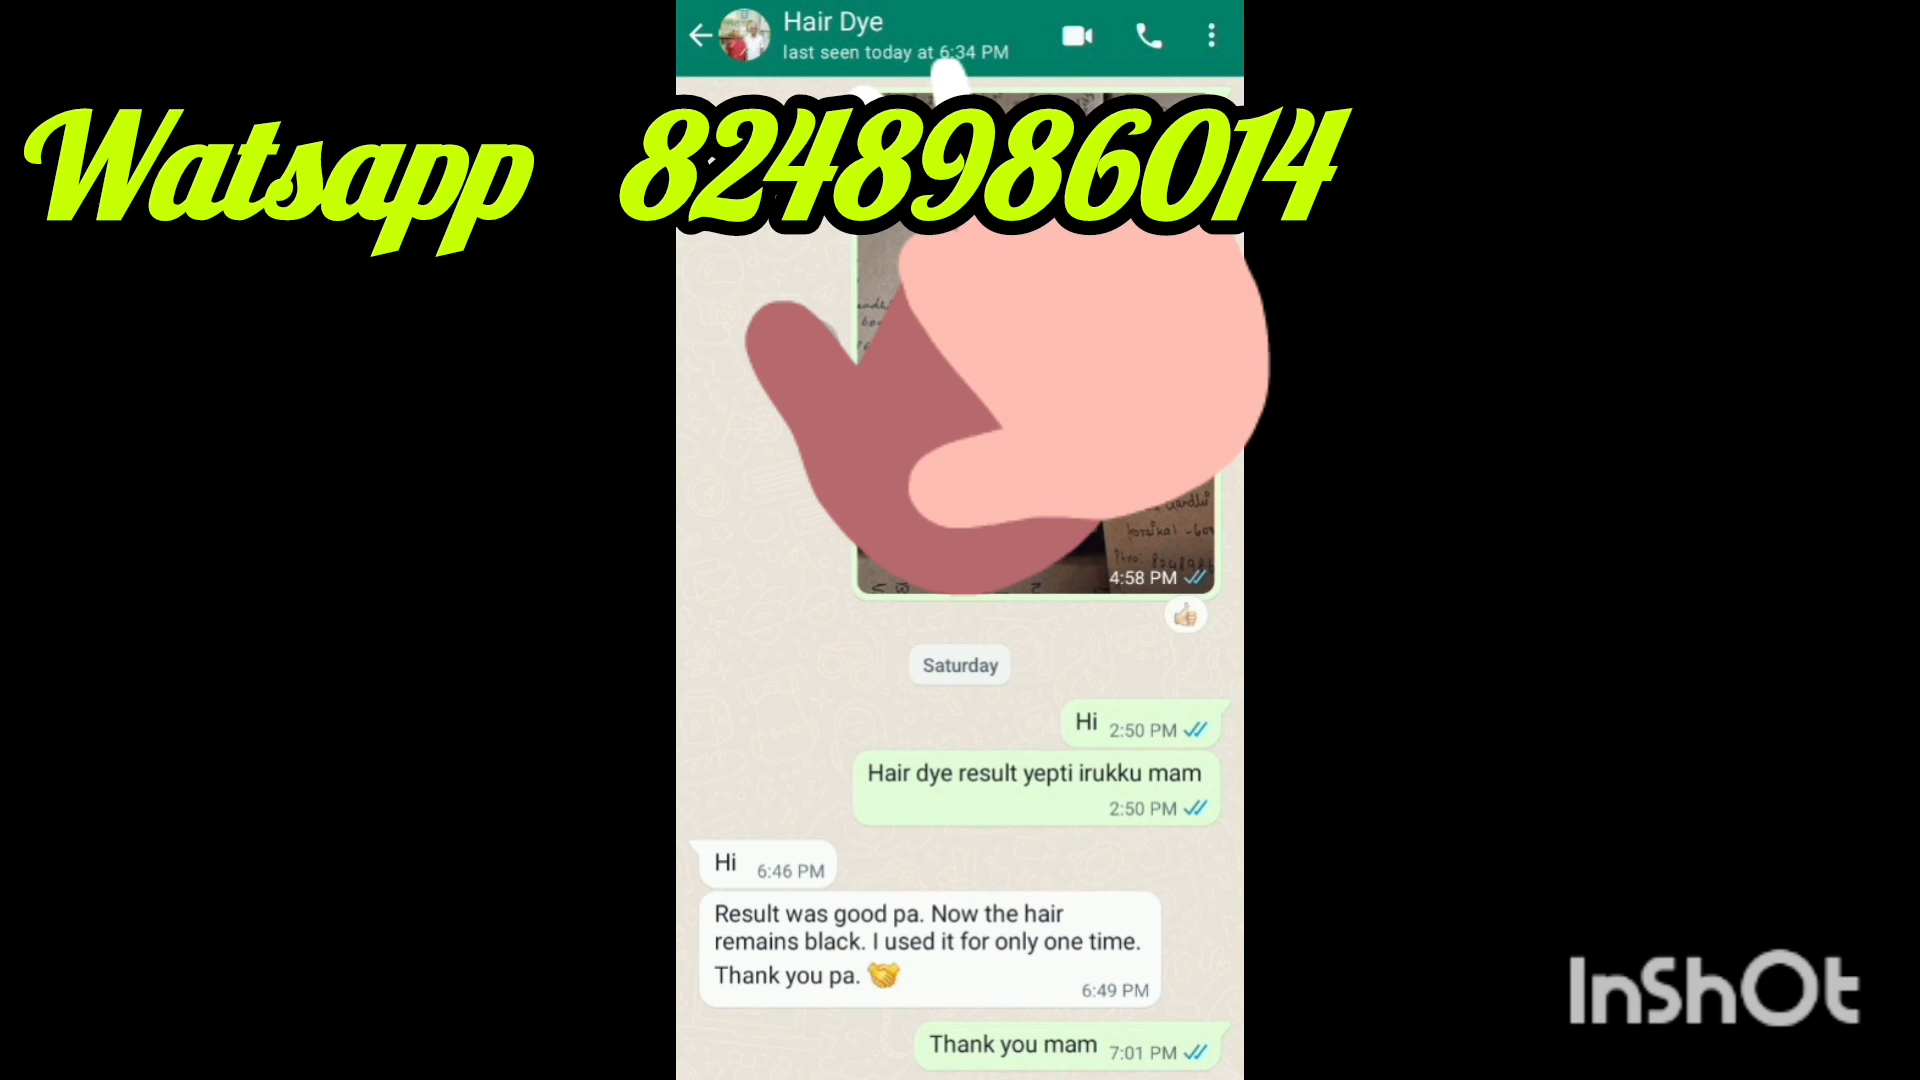 Hair Dye
last seen today at 6:34 PM
Watsapp 8248986014
4:58 PM
Saturday
Hi 2:50 PM
Hair dye result yepti irukku mam
2:50 PM
Hi 6:46 PM
Result was good pa. Now the hair
remains black. I used it for only one time.
Thank you pa.
6:49 PM
Thank you mam 7:01 PM
InShOt